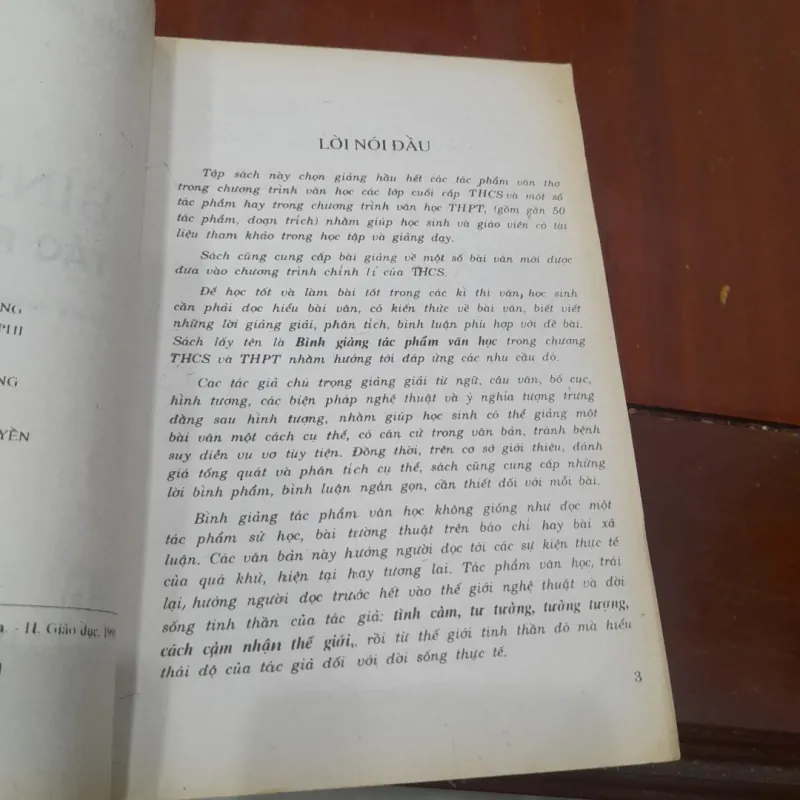 NG
PHI
NG
YỀN
. - H. Giáo dục, 199
LỜI NÓI ĐẦU
Tập sách này chọn giảng hầu hết các tác phẩm văn thơ
trong chương trình văn học các lớp cuối cấp THCS và một số
tác phẩm hay trong chương trình văn học THPT, (gồm gần 50
tác phẩm, đoạn trích) nhằm giúp học sinh và giáo viên có tài
liệu tham khảo trong học tập và giảng dạy.
Sách cũng cung cấp bài giảng về một số bài văn mới được
đưa vào chương trình chỉnh lí của THCS.
Để học tốt và làm bài tốt trong các kì thi văn, học sinh
cần phải đọc hiểu bài văn, có kiến thức về bài văn, biết viết
những lời giảng giải, phân tích, bình luận phù hợp với đề bài.
Sách lấy tên là Bình giảng tác phẩm văn học trong chương
THCS và THPT nhằm hướng tới đáp ứng các nhu cầu đó.
Các tác giả chú trọng giảng giải từ ngữ, câu văn, bố cục,
hình tượng, các biện pháp nghệ thuật và ý nghĩa tượng trưng
đằng sau hình tượng, nhằm giúp học sinh có thể giảng một
bài văn một cách cụ thể, có căn cứ trong văn bản, tránh bệnh
suy diễn vu vơ tùy tiện. Đồng thời, trên cơ sở giới thiệu, đánh
giá tổng quát và phân tích cụ thể, sách cũng cung cấp những
lời bình phẩm, bình luận ngắn gọn, cần thiết đối với mỗi bài.
Bình giảng tác phẩm văn học không giống như đọc một
tác phẩm sử học, bài tường thuật trên báo chí hay bài xã
luận. Các văn bản này hướng người đọc tới các sự kiện thực tế
của quá khứ, hiện tại hay tương lai. Tác phẩm văn học, trái
lại, hướng người đọc trước hết vào thế giới nghệ thuật và đời
sống tinh thần của tác giả: tình cảm, tư tưởng, tưởng tượng,
cách cảm nhận thế giới,. rồi từ thế giới tinh thần đó mà hiểu
thái độ của tác giả đối với đời sống thực tế.
3